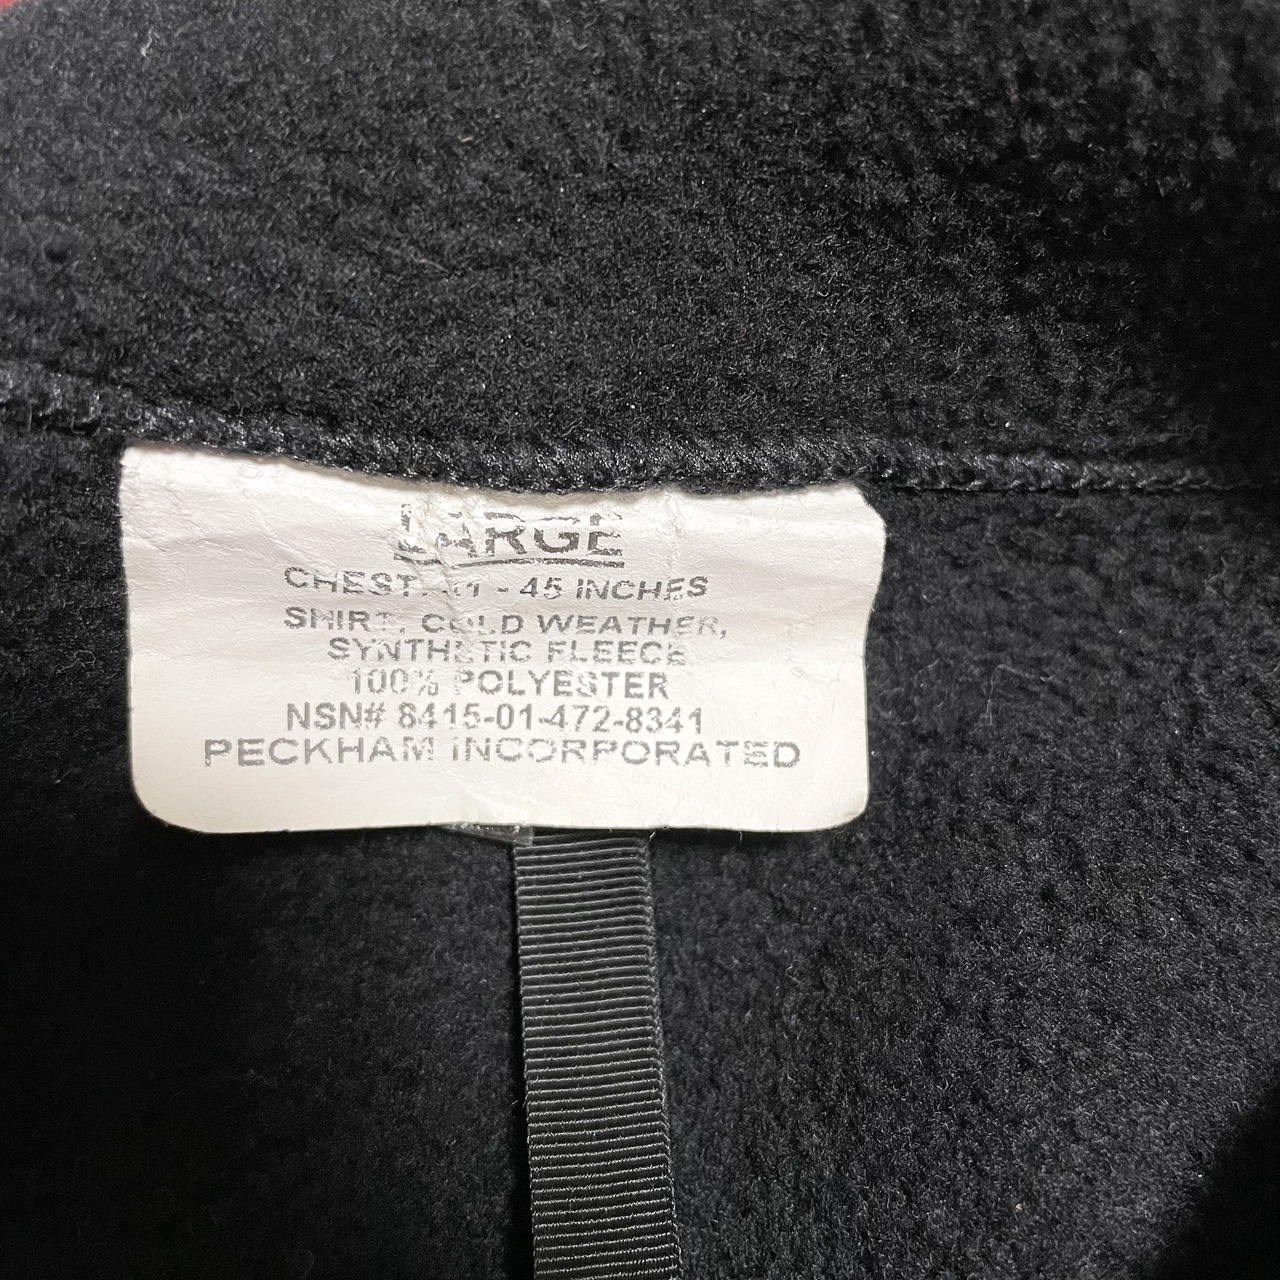 LARGE
CHEST: 41 - 45 INCHES
SHIRT, COLD WEATHER,
SYNTHETIC FLEECE
100% POLYESTER
NSN# 8415-01-472-8341
PECKHAM INCORPORATED